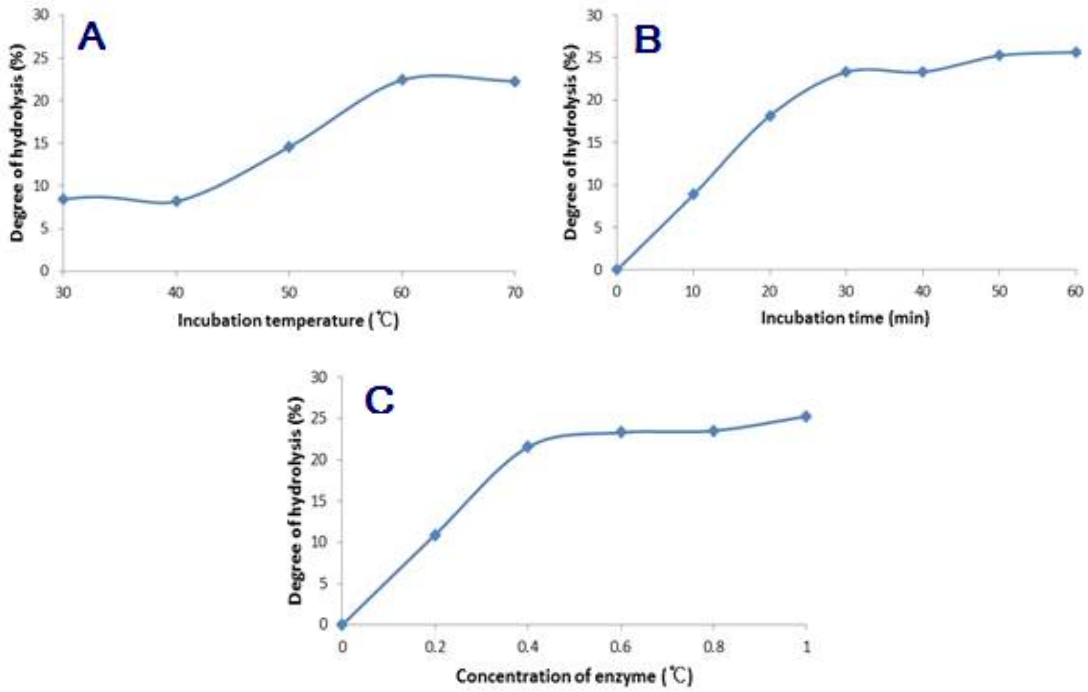 A
Degree of hydrolysis (%)
30
25
20
15
10
5
0
30 40 50 60 70
Incubation temperature (℃)
B
Degree of hydrolysis (%)
30
25
20
15
10
5
0
0 10 20 30 40 50 60
Incubation time (min)
C
Degree of hydrolysis (%)
30
25
20
15
10
5
0
0 0.2 0.4 0.6 0.8 1
Concentration of enzyme (℃)